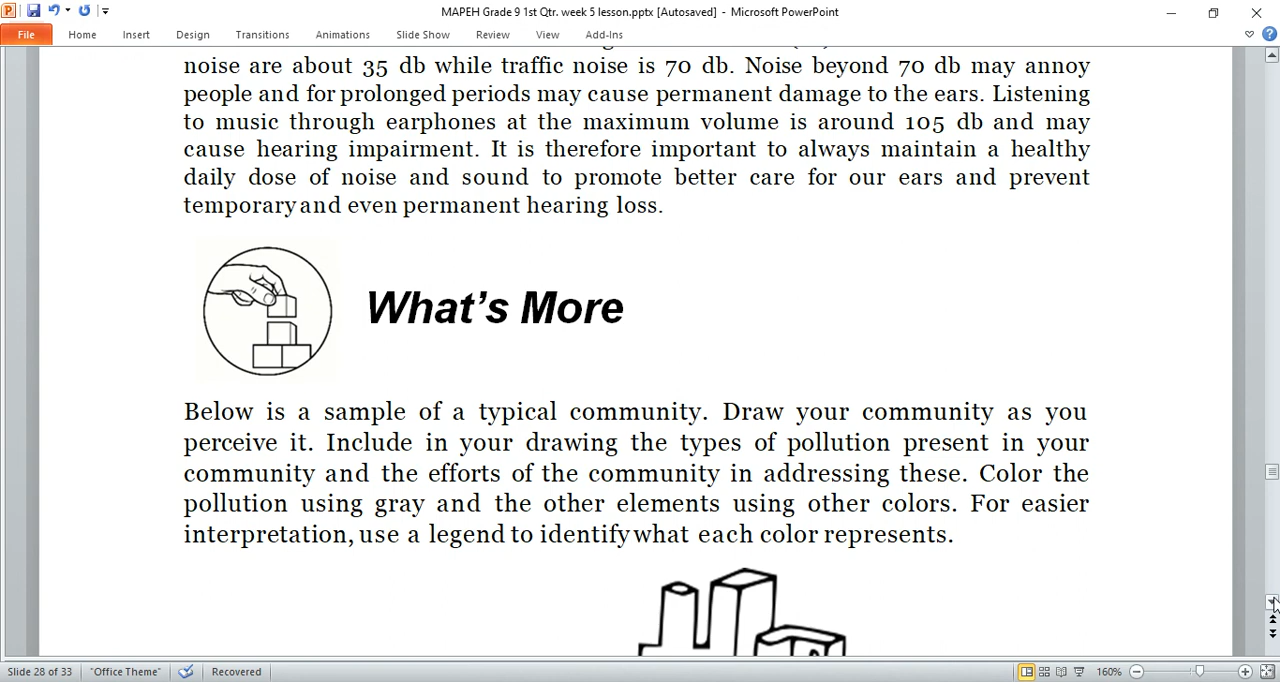 MAPEH Grade 9 1st Qtr. week 5 lesson.pptx [Autosaved] - Microsoft PowerPoint
File Home Insert Design Transitions Animations Slide Show Review View Add-Ins
noise are about 35 db while traffic noise is 70 db. Noise beyond 70 db may annoy
people and for prolonged periods may cause permanent damage to the ears. Listening
to music through earphones at the maximum volume is around 105 db and may
cause hearing impairment. It is therefore important to always maintain a healthy
daily dose of noise and sound to promote better care for our ears and prevent
temporary and even permanent hearing loss.
What's More
Below is a sample of a typical community. Draw your community as you
perceive it. Include in your drawing the types of pollution present in your
community and the efforts of the community in addressing these. Color the
pollution using gray and the other elements using other colors. For easier
interpretation, use a legend to identify what each color represents.
Slide 28 of 33 "Office Theme" Recovered 160%